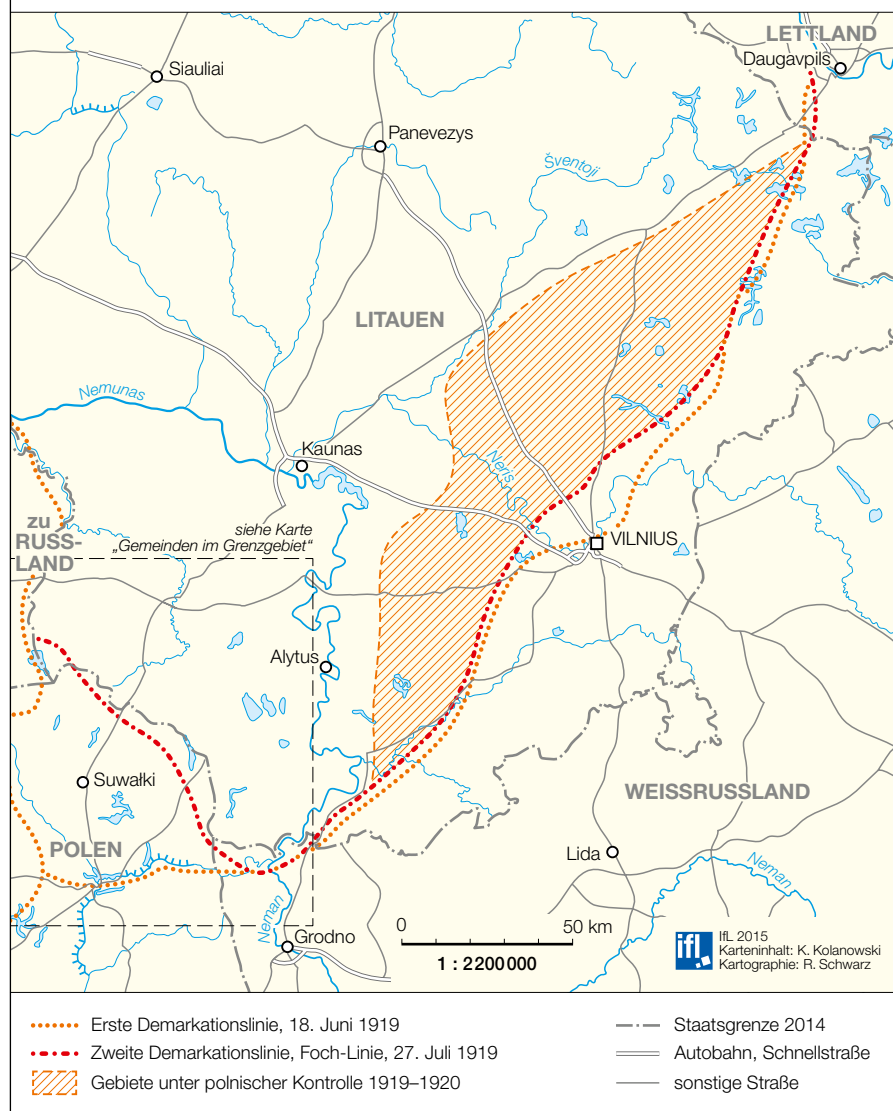 LETTLAND
Daugavpils
Siauliai
Panevezys
Šventoji
LITAUEN
Nemunas
Kaunas
Neris
siehe Karte
„Gemeinden im Grenzgebiet“
zu
RUSS-
LAND
VILNIUS
Alytus
Suwałki
WEISSRUSSLAND
POLEN
Lida
Neman
Neman
Grodno
0 50 km
1 : 2200000
ifl
IfL 2015
Karteninhalt: K. Kolanowski
Kartographie: R. Schwarz
Erste Demarkationslinie, 18. Juni 1919
Zweite Demarkationslinie, Foch-Linie, 27. Juli 1919
Gebiete unter polnischer Kontrolle 1919–1920
Staatsgrenze 2014
Autobahn, Schnellstraße
sonstige Straße